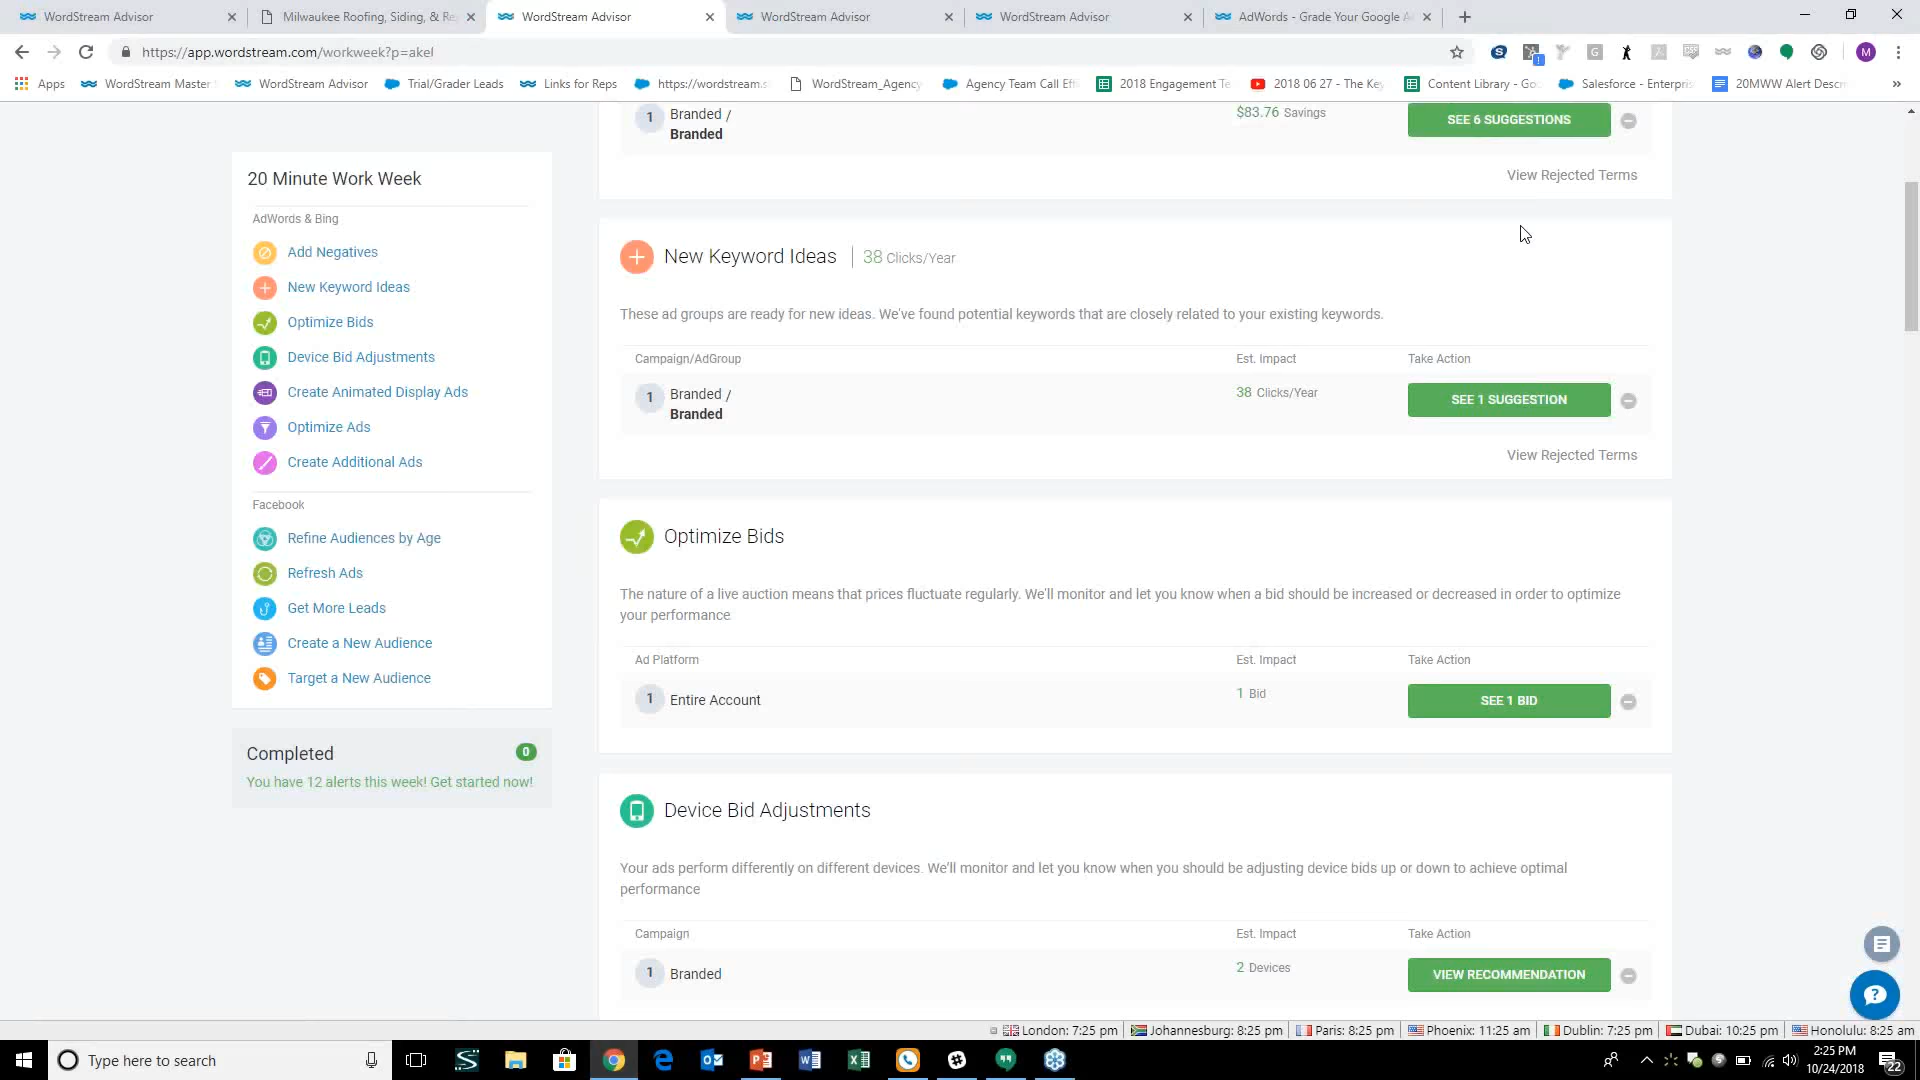 WordStream Advisor
Milwaukee Roofing, Siding, & Re
WordStream Advisor
WordStream Advisor
WordStream Advisor
AdWords - Grade Your Google A
https://app.wordstream.com/workweek?p=akel
Apps
WordStream Master
WordStream Advisor
Trial/Grader Leads
Links for Reps
https://wordstream.s
WordStream_Agency
Agency Team Call Effi
2018 Engagement Te
2018 06 27 - The Key
Content Library - Go
Salesforce - Enterpris
20MWW Alert Descri
20 Minute Work Week
AdWords & Bing
Add Negatives
New Keyword Ideas
Optimize Bids
Device Bid Adjustments
Create Animated Display Ads
Optimize Ads
Create Additional Ads
Facebook
Refine Audiences by Age
Refresh Ads
Get More Leads
Create a New Audience
Target a New Audience
Completed
0
You have 12 alerts this week! Get started now!
1
Branded /
Branded
$83.76 Savings
SEE 6 SUGGESTIONS
View Rejected Terms
New Keyword Ideas
38 Clicks/Year
These ad groups are ready for new ideas. We've found potential keywords that are closely related to your existing keywords.
Campaign/AdGroup
Est. Impact
Take Action
1
Branded /
Branded
38 Clicks/Year
SEE 1 SUGGESTION
View Rejected Terms
Optimize Bids
The nature of a live auction means that prices fluctuate regularly. We'll monitor and let you know when a bid should be increased or decreased in order to optimize
your performance
Ad Platform
Est. Impact
Take Action
1
Entire Account
1 Bid
SEE 1 BID
Device Bid Adjustments
Your ads perform differently on different devices. We'll monitor and let you know when you should be adjusting device bids up or down to achieve optimal
performance
Campaign
Est. Impact
Take Action
1
Branded
2 Devices
VIEW RECOMMENDATION
London: 7:25 pm
Johannesburg: 8:25 pm
Paris: 8:25 pm
Phoenix: 11:25 am
Dublin: 7:25 pm
Dubai: 10:25 pm
Honolulu: 8:25 am
Type here to search
2:25 PM
10/24/2018
22